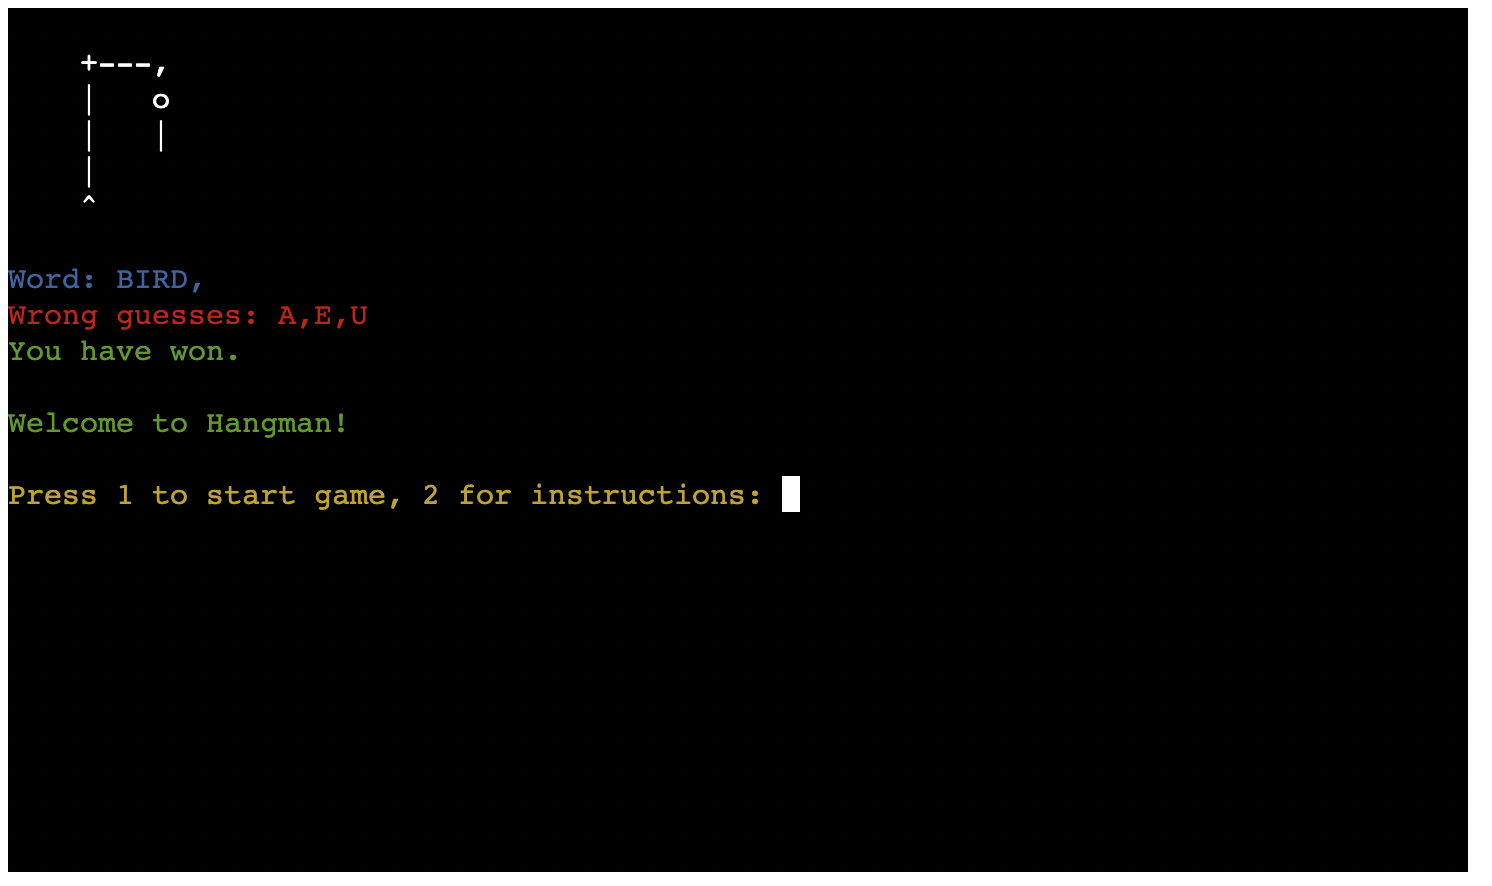 +---,
|   o
|   |
|
^
Word: BIRD,
Wrong guesses: A,E,U
You have won.
Welcome to Hangman!
Press 1 to start game, 2 for instructions: